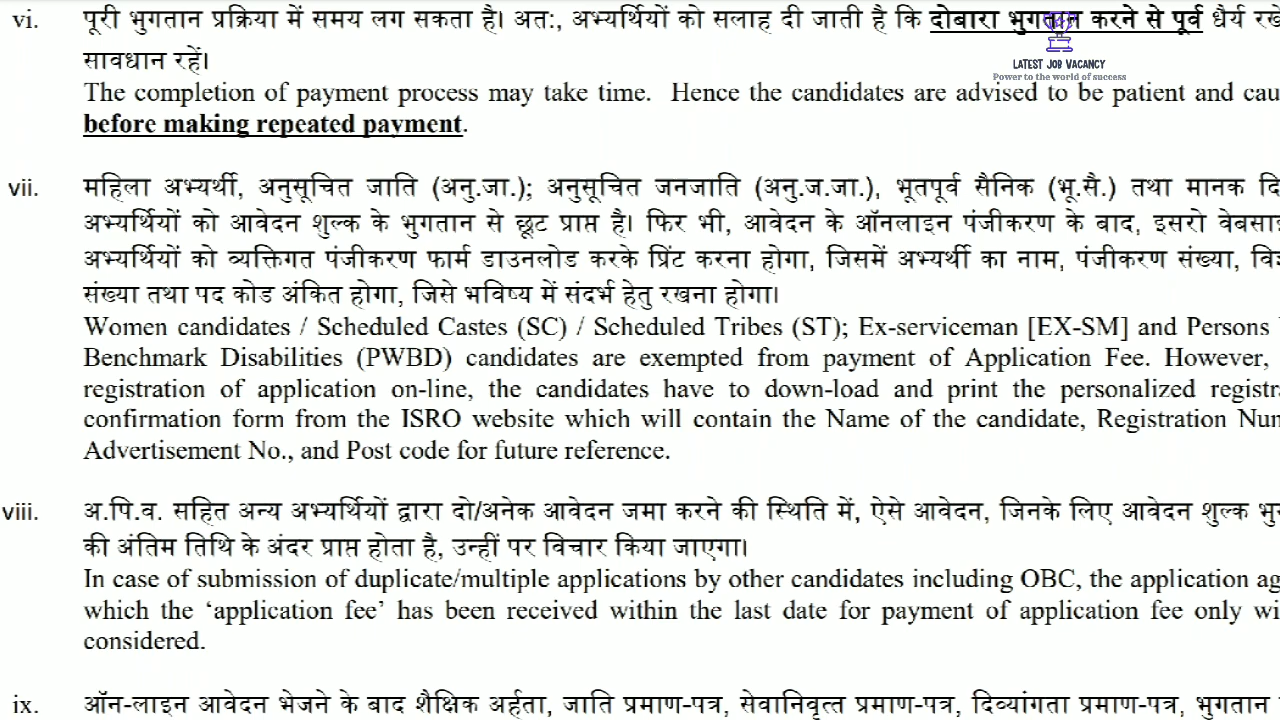 vi. पूरी भुगतान प्रक्रिया में समय लग सकता है। अत:, अभ्यर्थियों को सलाह दी जाती है कि दोबारा भुगतान करने से पूर्व धैर्य रखें
सावधान रहें।
LATEST JOB VACANCY
Power to the world of success
The completion of payment process may take time. Hence the candidates are advised to be patient and cau
before making repeated payment.
vii. महिला अभ्यर्थी, अनुसूचित जाति (अनु.जा.); अनुसूचित जनजाति (अनु.ज.जा.), भूतपूर्व सैनिक (भू.सै.) तथा मानक दि
अभ्यर्थियों को आवेदन शुल्क के भुगतान से छूट प्राप्त है। फिर भी, आवेदन के ऑनलाइन पंजीकरण के बाद, इसरो वेबसा
अभ्यर्थियों को व्यक्तिगत पंजीकरण फार्म डाउनलोड करके प्रिंट करना होगा, जिसमें अभ्यर्थी का नाम, पंजीकरण संख्या, विज्ञ
संख्या तथा पद कोड अंकित होगा, जिसे भविष्य में संदर्भ हेतु रखना होगा।
Women candidates / Scheduled Castes (SC) / Scheduled Tribes (ST); Ex-serviceman [EX-SM] and Persons
Benchmark Disabilities (PWBD) candidates are exempted from payment of Application Fee. However,
registration of application on-line, the candidates have to down-load and print the personalized registra
confirmation form from the ISRO website which will contain the Name of the candidate, Registration Num
Advertisement No., and Post code for future reference.
viii. अ.पि.व. सहित अन्य अभ्यर्थियों द्वारा दो/अनेक आवेदन जमा करने की स्थिति में, ऐसे आवेदन, जिनके लिए आवेदन शुल्क भु
की अंतिम तिथि के अंदर प्राप्त होता है, उन्हीं पर विचार किया जाएगा।
In case of submission of duplicate/multiple applications by other candidates including OBC, the application ag
which the ‘application fee’ has been received within the last date for payment of application fee only wi
considered.
ix. ऑन-लाइन आवेदन भेजने के बाद शैक्षिक अर्हता, जाति प्रमाण-पत्र, सेवानिवृत्त प्रमाण-पत्र, दिव्यांगता प्रमाण-पत्र, भुगतान